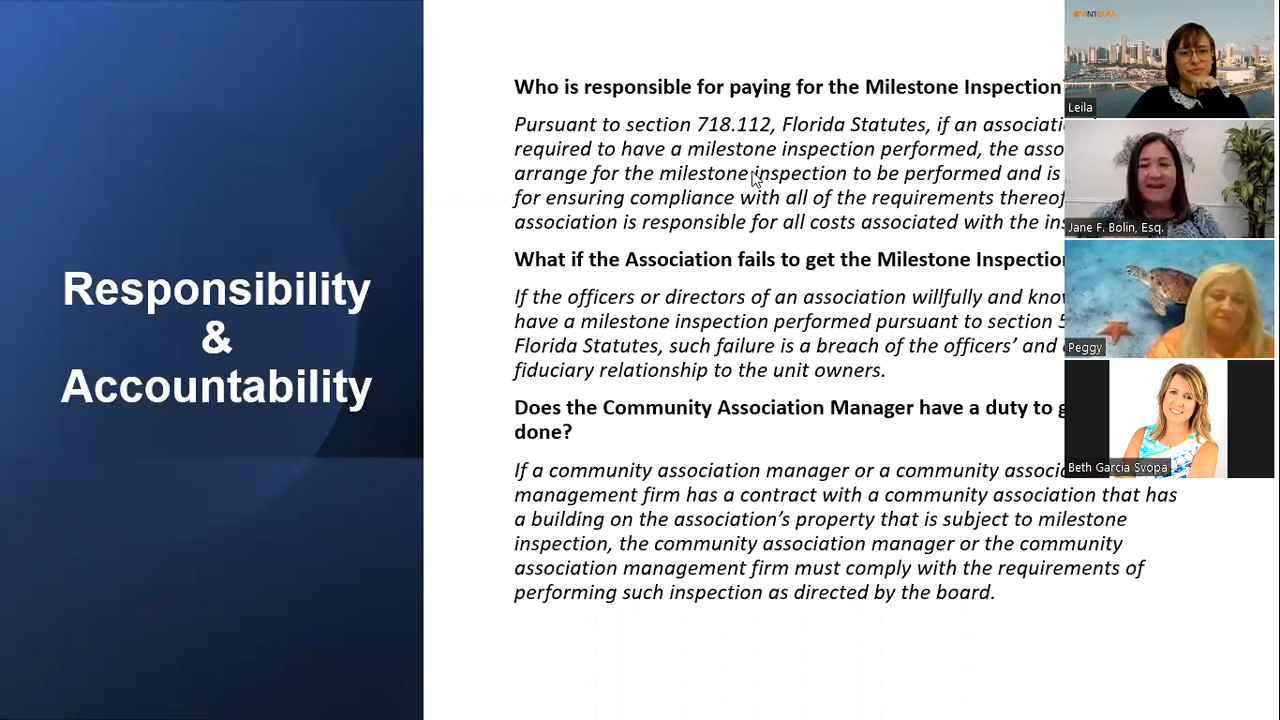 Responsibility
&
Accountability
Who is responsible for paying for the Milestone Inspection
Pursuant to section 718.112, Florida Statutes, if an associati
required to have a milestone inspection performed, the asso
arrange for the milestone inspection to be performed and is
for ensuring compliance with all of the requirements thereof
association is responsible for all costs associated with the ins
What if the Association fails to get the Milestone Inspection
If the officers or directors of an association willfully and know
have a milestone inspection performed pursuant to section 5
Florida Statutes, such failure is a breach of the officers’ and
fiduciary relationship to the unit owners.
Does the Community Association Manager have a duty to g
done?
If a community association manager or a community associa
management firm has a contract with a community association that has
a building on the association’s property that is subject to milestone
inspection, the community association manager or the community
association management firm must comply with the requirements of
performing such inspection as directed by the board.
VINTEUM
Leila
Jane F. Bolin, Esq.
Peggy
Beth Garcia Svopa